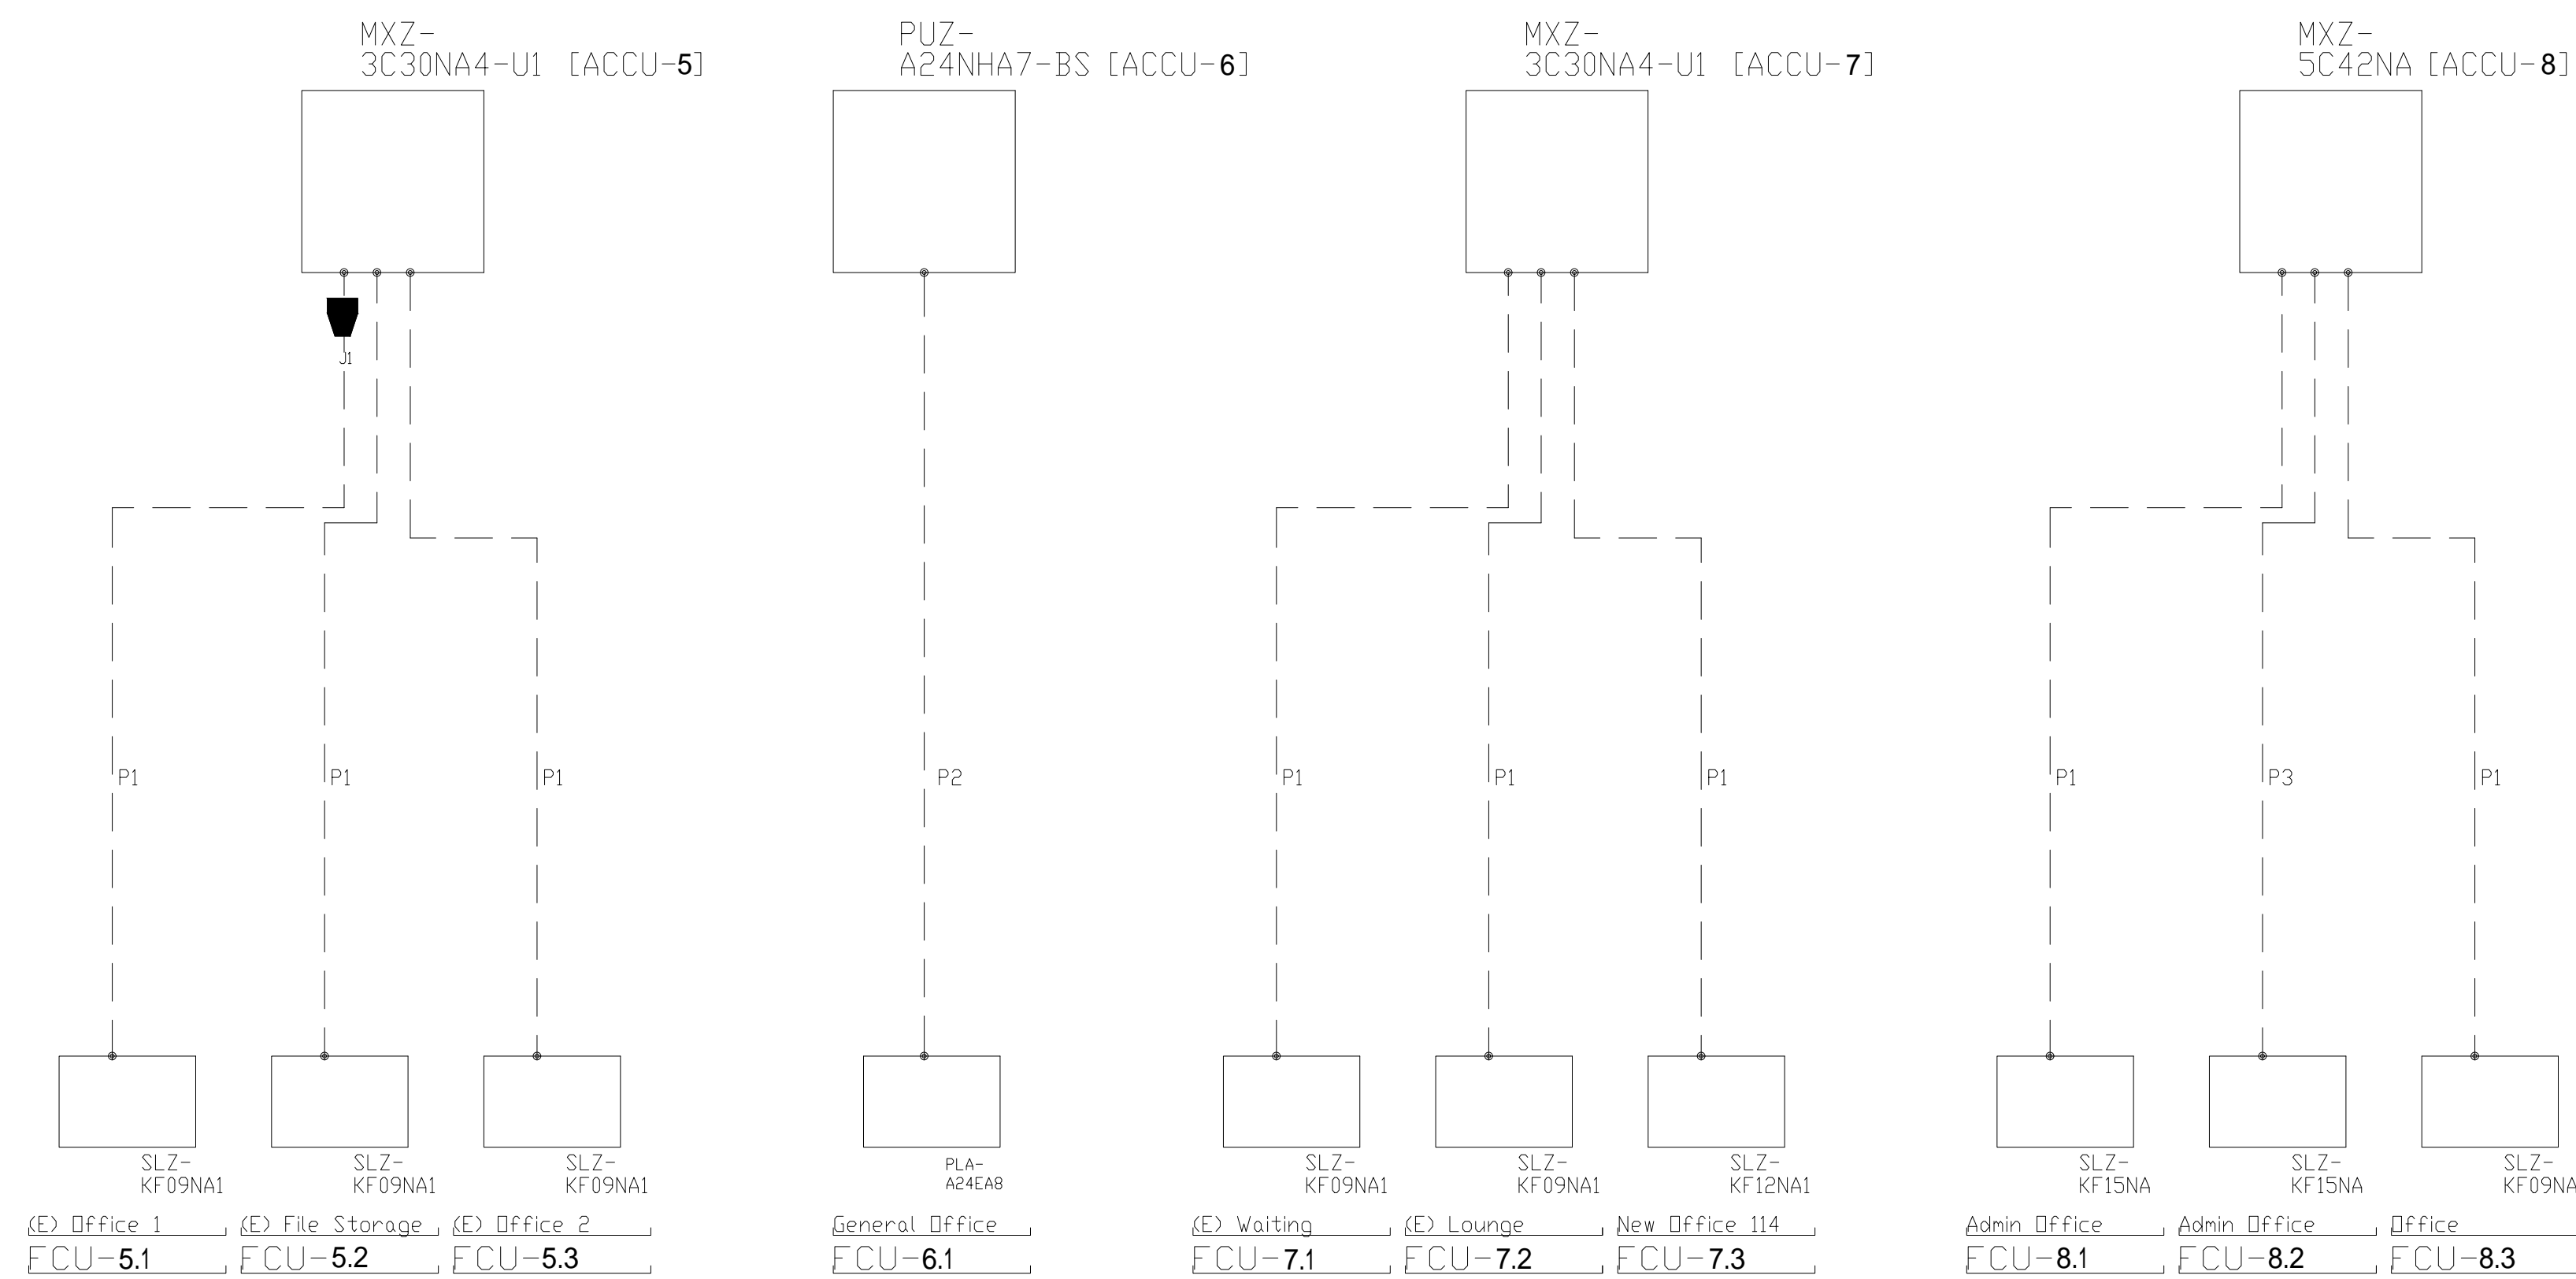 MXZ-
3C30NA4-U1 [ACCU-5]
PUZ-
A24NHA7-BS [ACCU-6]
MXZ-
3C30NA4-U1 [ACCU-7]
MXZ-
5C42NA [ACCU-8]
J1
P1
P1
P1
P2
P1
P1
P1
P1
P3
P1
SLZ-
KF09NA1
SLZ-
KF09NA1
SLZ-
KF09NA1
PLA-
A24EA8
SLZ-
KF09NA1
SLZ-
KF09NA1
SLZ-
KF12NA1
SLZ-
KF15NA
SLZ-
KF15NA
SLZ-
KF09NA
(E) Office 1
(E) File Storage
(E) Office 2
General Office
(E) Waiting
(E) Lounge
New Office 114
Admin Office
Admin Office
Office
FCU-5.1
FCU-5.2
FCU-5.3
FCU-6.1
FCU-7.1
FCU-7.2
FCU-7.3
FCU-8.1
FCU-8.2
FCU-8.3